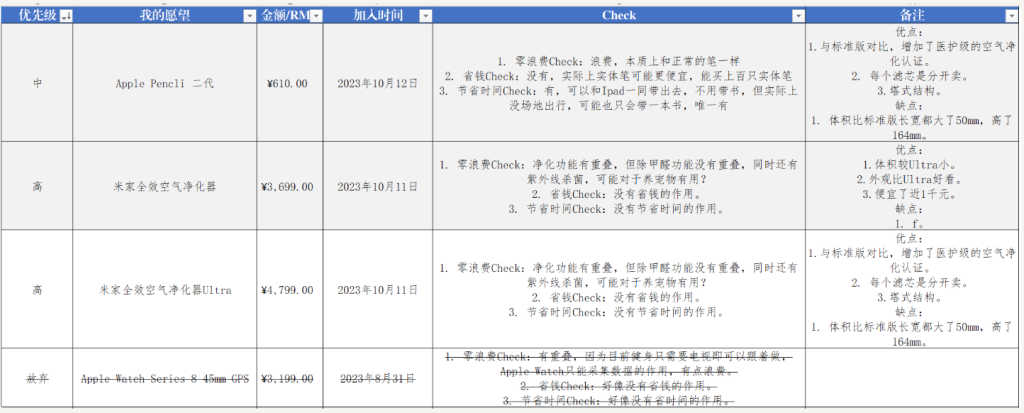 优先级 我的愿望 金额/RM 加入时间 Check 备注
中 Apple Pencli 二代 ¥610.00 2023年10月12日
1. 零浪费Check：浪费，本质上和正常的笔一样
2. 省钱Check：没有，实际上实体笔可能更便宜，能买上百只实体笔
3. 节省时间Check：有，可以和Ipad一同带出去，不用带书，但实际上
没场地出行，可能也只会带一本书，唯一有
优点：
1.与标准版对比，增加了医护级的空气净
化认证。
2. 每个滤芯是分开卖。
3.塔式结构。
缺点：
1. 体积比标准版长宽都大了50mm，高了
164mm。
高 米家全效空气净化器 ¥3,699.00 2023年10月11日
1. 零浪费Check：净化功能有重叠，但除甲醛功能没有重叠，同时还有
紫外线杀菌，可能对于养宠物有用？
2. 省钱Check：没有省钱的作用。
3. 节省时间Check：没有节省时间的作用。
优点：
1.体积较Ultra小。
2.外观比Ultra好看。
3.便宜了近1千元。
缺点：
1. f。
高 米家全效空气净化器Ultra ¥4,799.00 2023年10月11日
1. 零浪费Check：净化功能有重叠，但除甲醛功能没有重叠，同时还有
紫外线杀菌，可能对于养宠物有用？
2. 省钱Check：没有省钱的作用。
3. 节省时间Check：没有节省时间的作用。
优点：
1.与标准版对比，增加了医护级的空气净
化认证。
2. 每个滤芯是分开卖。
3.塔式结构。
缺点：
1. 体积比标准版长宽都大了50mm，高了
164mm。
放弃 Apple Watch Series 8 45mm GPS ¥3,199.00 2023年8月31日
1. 零浪费Check：有重叠，因为目前健身只需要电视即可以跟着做，
Apple Watch只能采集数据的作用，有点浪费。
2. 省钱Check：好像没有省钱的作用。
3. 节省时间Check：好像没有省时间的作用。